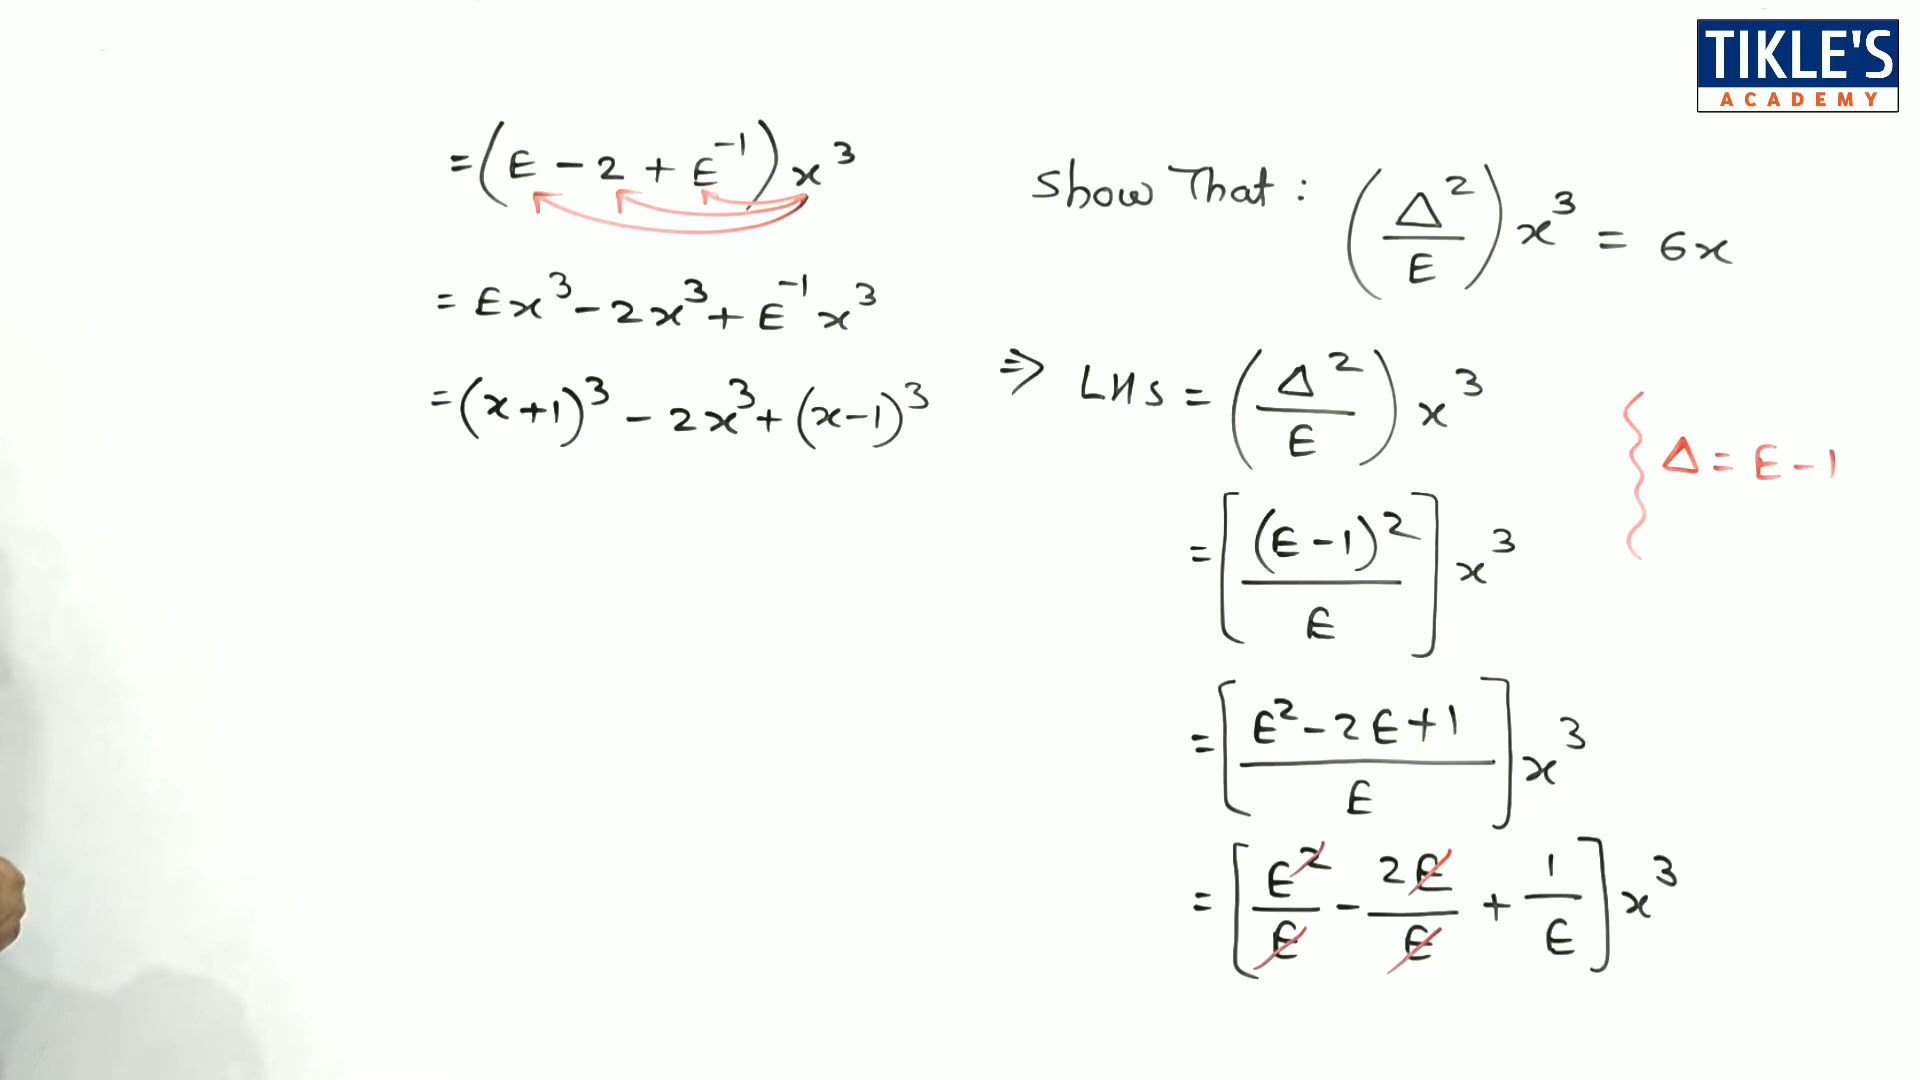 TIKLE'S
ACADEMY
Show That : (Δ²/E) x³ = 6x
⇒ LHS = (Δ²/E) x³
{ Δ = E - 1
= [(E-1)²/E] x³
= [E² - 2E + 1/E] x³
= [E²/E - 2E/E + 1/E] x³
= (E - 2 + E⁻¹) x³
= Ex³ - 2x³ + E⁻¹x³
= (x+1)³ - 2x³ + (x-1)³